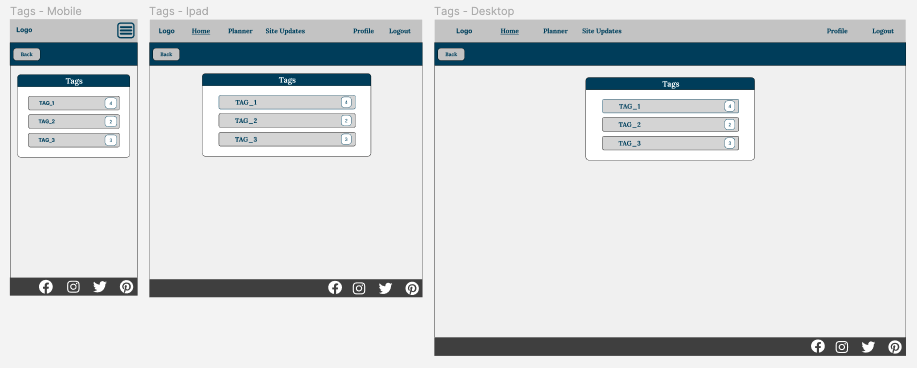 Tags - Mobile
Logo
Back
Tags
TAG_1 4
TAG_2 2
TAG_3 3
Tags - Ipad
Logo Home Planner Site Updates Profile Logout
Back
Tags
TAG_1 4
TAG_2 2
TAG_3 3
Tags - Desktop
Logo Home Planner Site Updates Profile Logout
Back
Tags
TAG_1 4
TAG_2 2
TAG_3 3